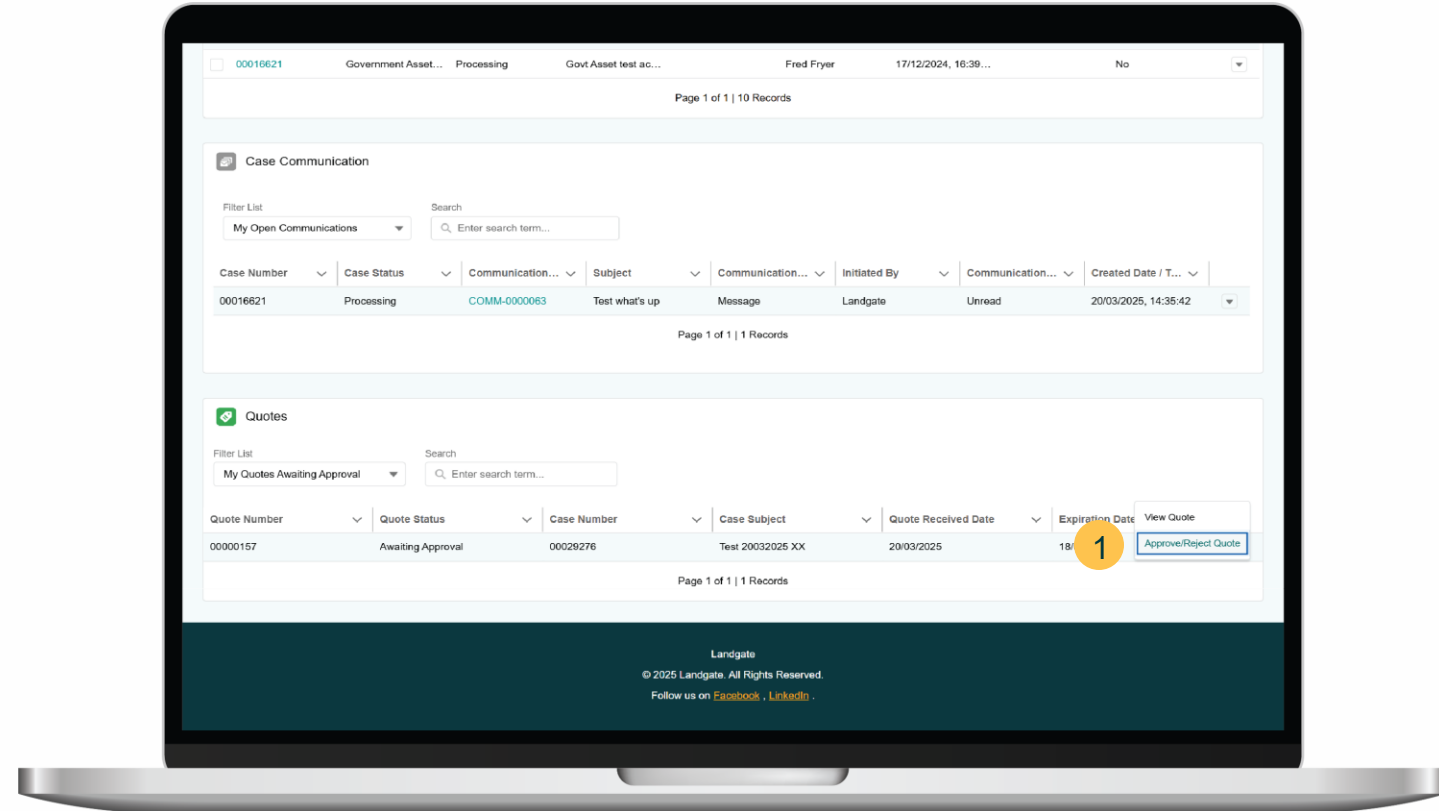 00016621 Government Asset... Processing Govt Asset test ac... Fred Fryer 17/12/2024, 16:39... No
Page 1 of 1 | 10 Records
Case Communication
Filter List Search
My Open Communications Enter search term...
Case Number Case Status Communication... Subject Communication... Initiated By Communication... Created Date / T...
00016621 Processing COMM-0000063 Test what's up Message Landgate Unread 20/03/2025, 14:35:42
Page 1 of 1 | 1 Records
Quotes
Filter List Search
My Quotes Awaiting Approval Enter search term...
Quote Number Quote Status Case Number Case Subject Quote Received Date Expiration Date View Quote
00000157 Awaiting Approval 00029276 Test 20032025 XX 20/03/2025 18/ 1 Approve/Reject Quote
Page 1 of 1 | 1 Records
Landgate
© 2025 Landgate. All Rights Reserved.
Follow us on Facebook , LinkedIn .